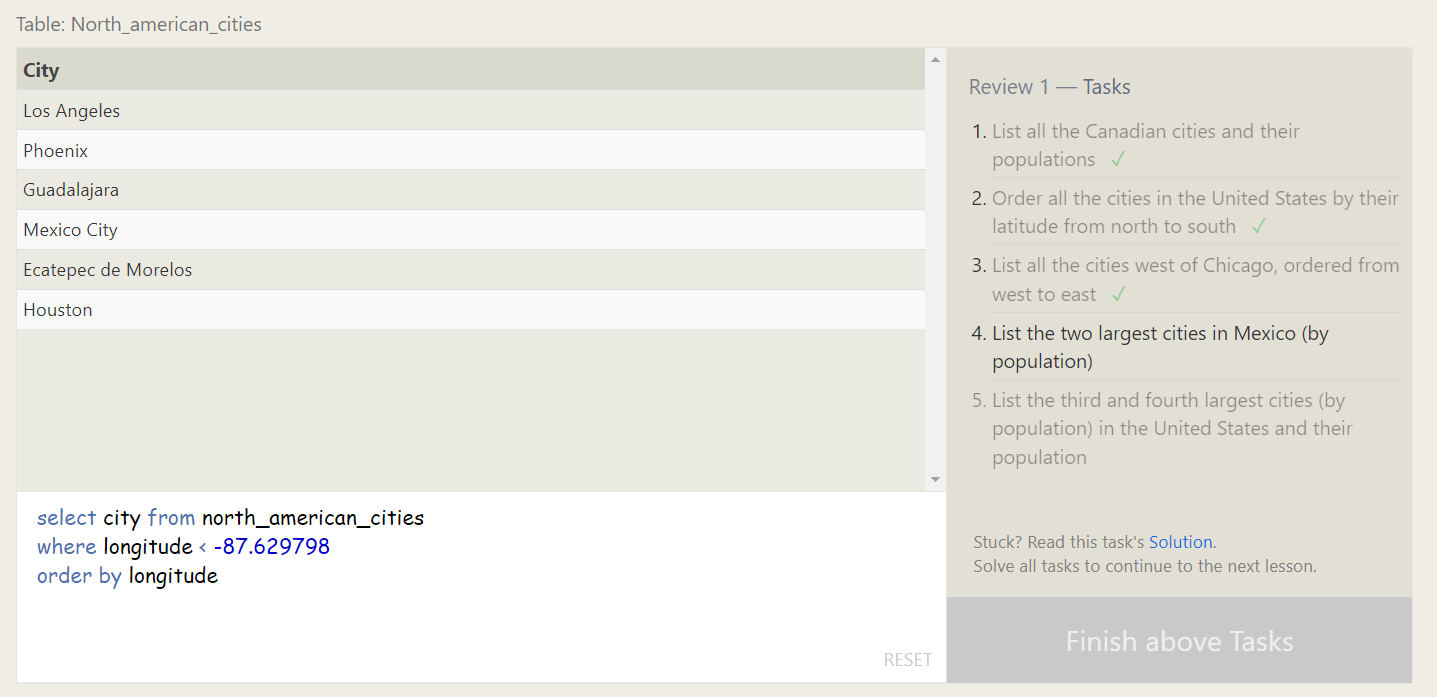 Table: North_american_cities
City
Los Angeles
Phoenix
Guadalajara
Mexico City
Ecatepec de Morelos
Houston
select city from north_american_cities
where longitude < -87.629798
order by longitude
RESET
Review 1 — Tasks
1. List all the Canadian cities and their
populations ✓
2. Order all the cities in the United States by their
latitude from north to south ✓
3. List all the cities west of Chicago, ordered from
west to east ✓
4. List the two largest cities in Mexico (by
population)
5. List the third and fourth largest cities (by
population) in the United States and their
population
Stuck? Read this task's Solution.
Solve all tasks to continue to the next lesson.
Finish above Tasks